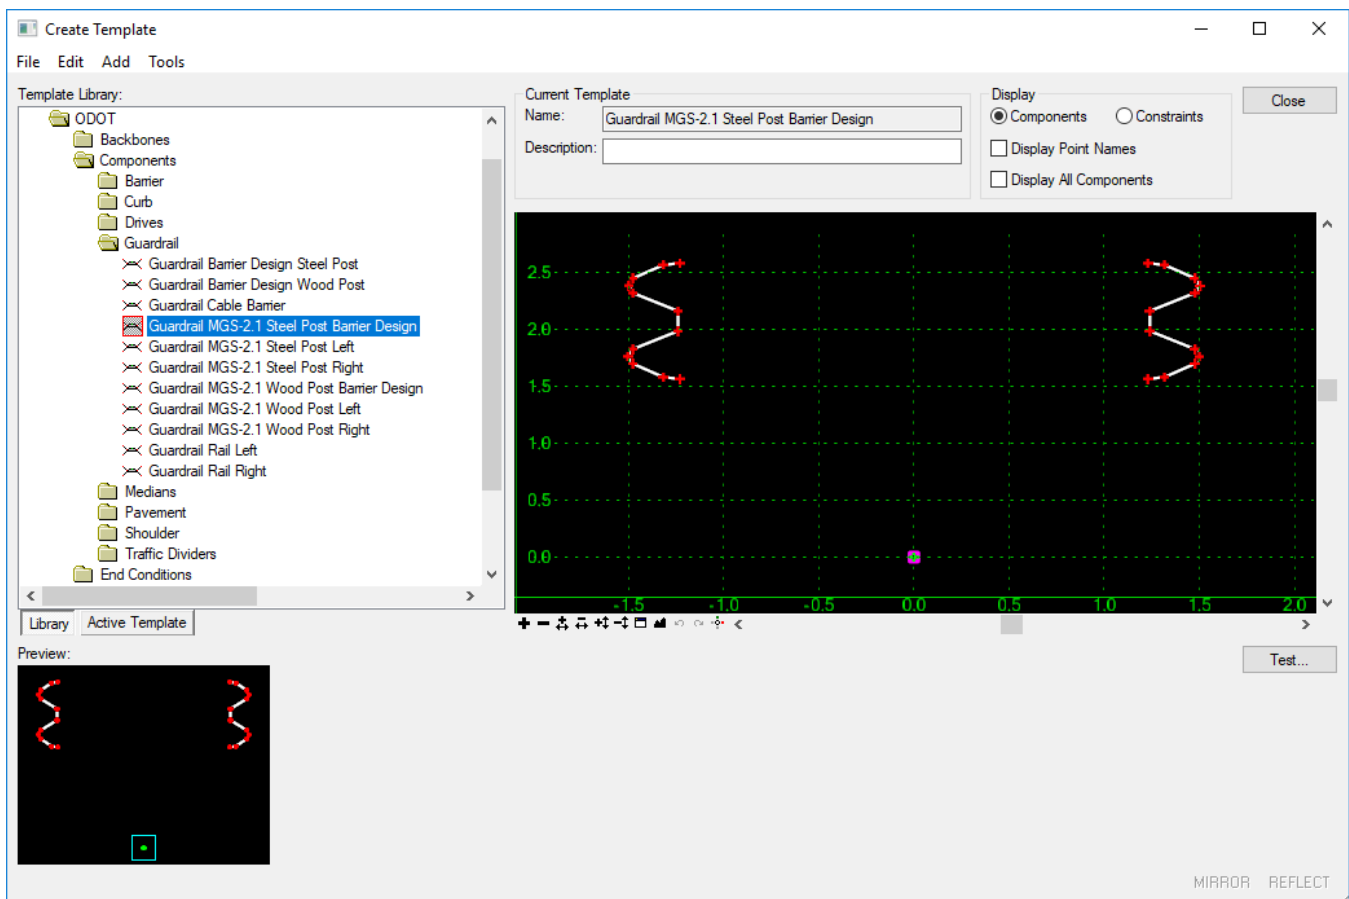 Create Template
File Edit Add Tools
Template Library:
ODOT
Backbones
Components
Barrier
Curb
Drives
Guardrail
Guardrail Barrier Design Steel Post
Guardrail Barrier Design Wood Post
Guardrail Cable Barrier
Guardrail MGS-2.1 Steel Post Barrier Design
Guardrail MGS-2.1 Steel Post Left
Guardrail MGS-2.1 Steel Post Right
Guardrail MGS-2.1 Wood Post Barrier Design
Guardrail MGS-2.1 Wood Post Left
Guardrail MGS-2.1 Wood Post Right
Guardrail Rail Left
Guardrail Rail Right
Medians
Pavement
Shoulder
Traffic Dividers
End Conditions
Library Active Template
Preview:
Current Template
Name: Guardrail MGS-2.1 Steel Post Barrier Design
Description:
Display
Components Constraints
Display Point Names
Display All Components
Close
2.5
2.0
1.5
1.0
0.5
0.0
-1.5 -1.0 -0.5 0.0 0.5 1.0 1.5 2.0
Test...
MIRROR REFLECT